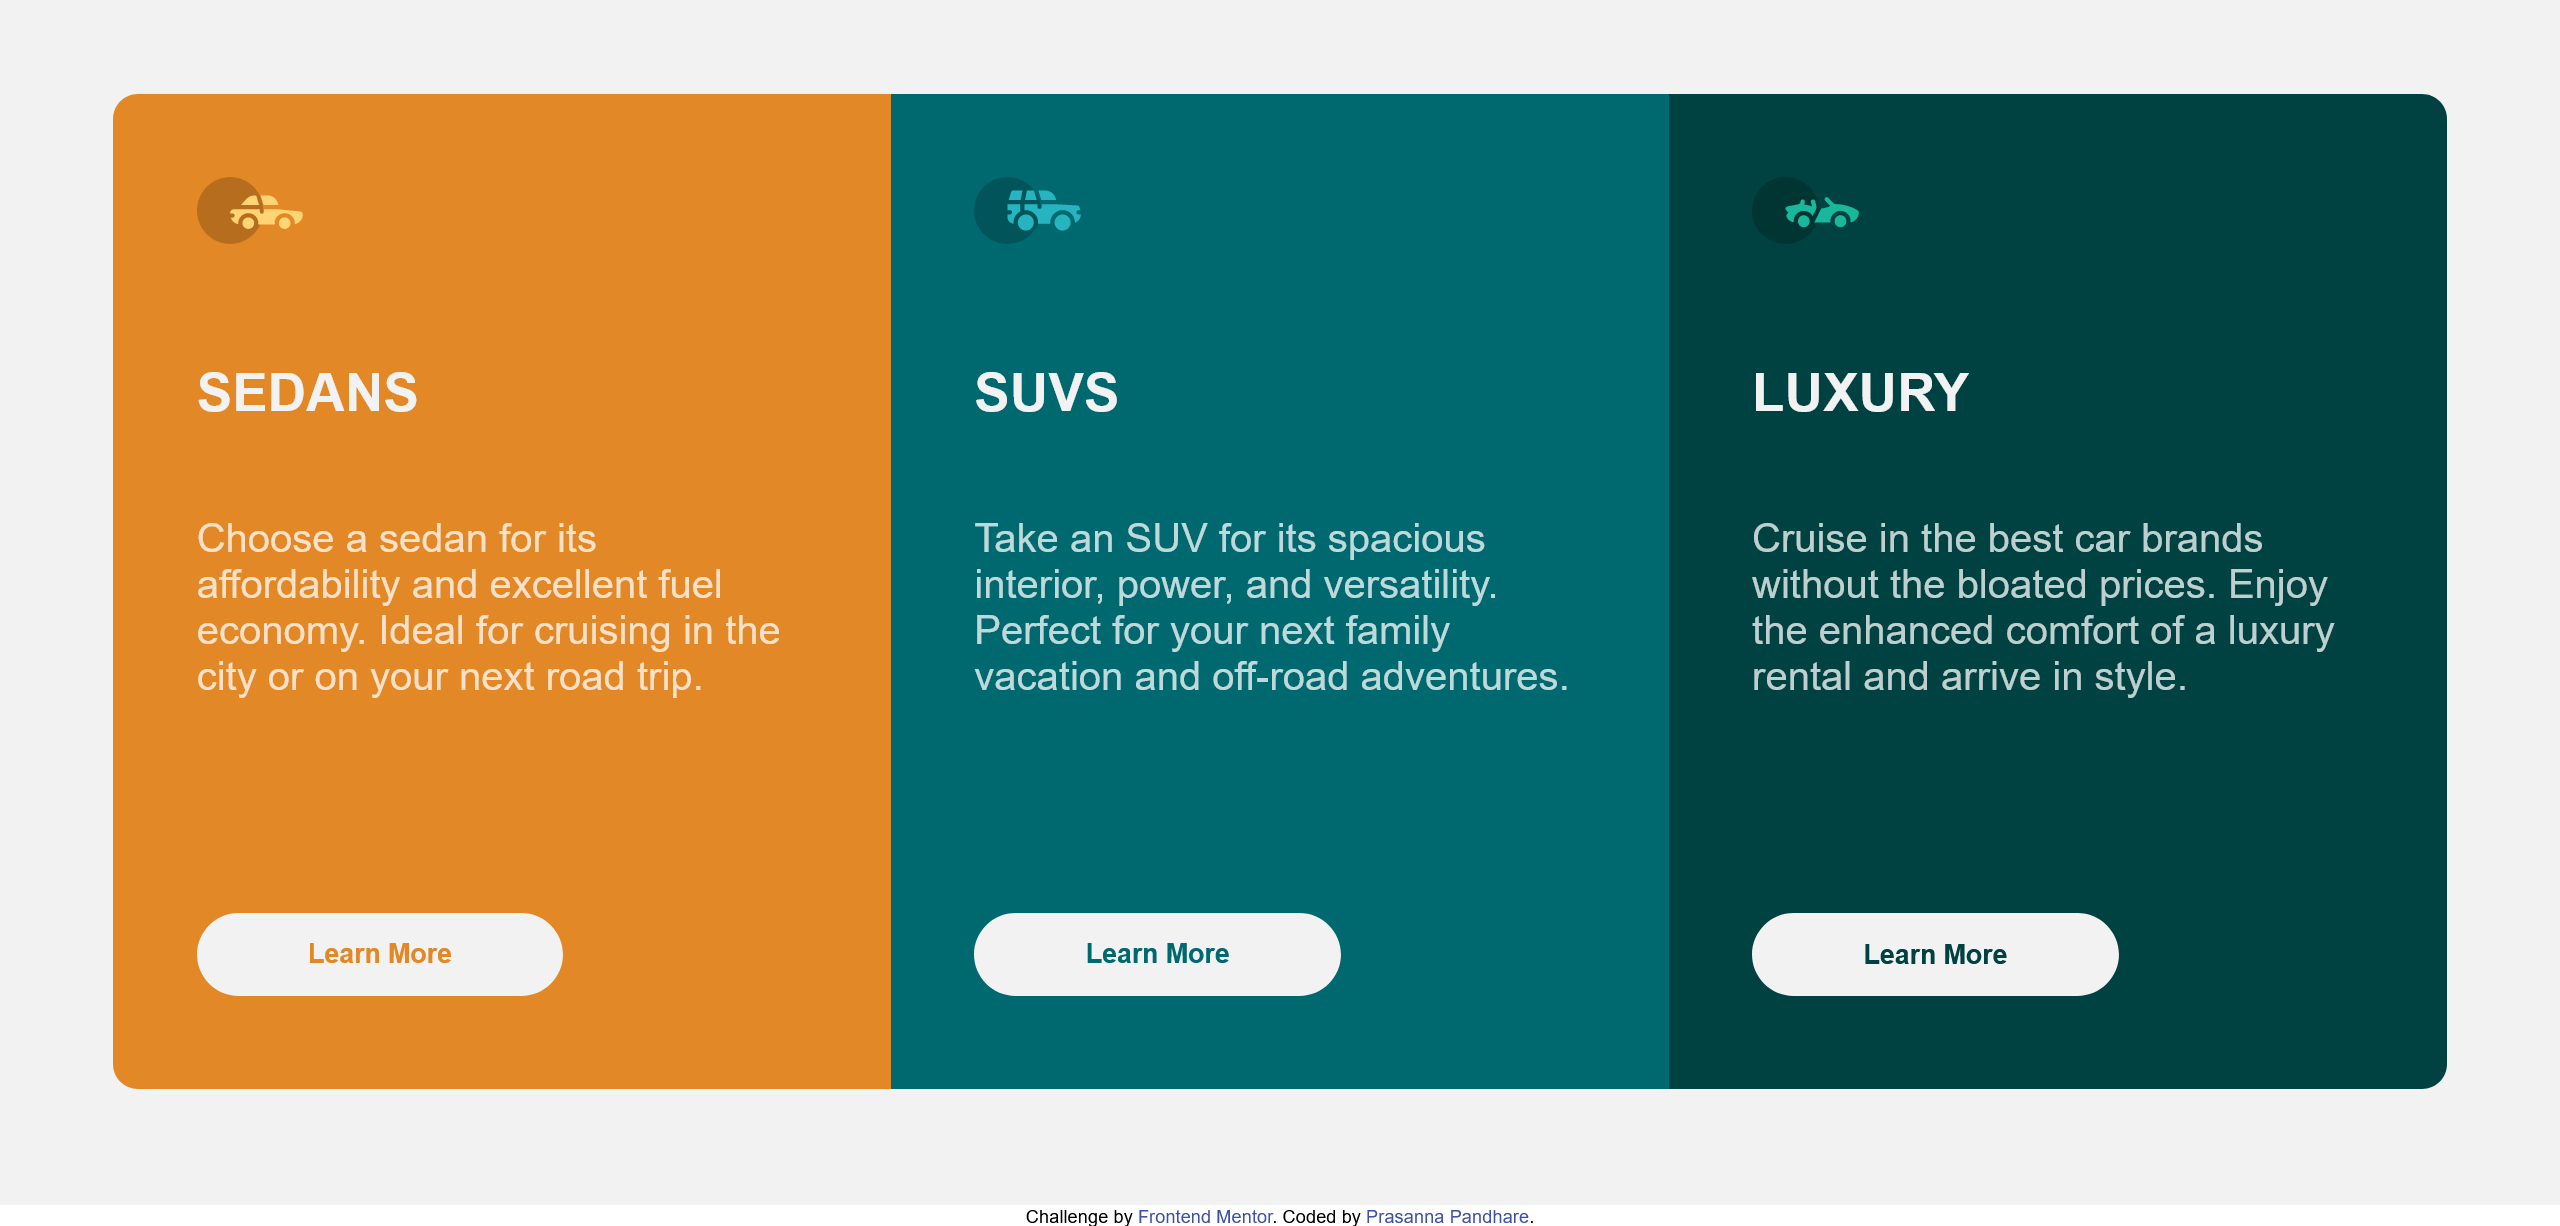 SEDANS
Choose a sedan for its
affordability and excellent fuel
economy. Ideal for cruising in the
city or on your next road trip.
Learn More
SUVS
Take an SUV for its spacious
interior, power, and versatility.
Perfect for your next family
vacation and off-road adventures.
Learn More
LUXURY
Cruise in the best car brands
without the bloated prices. Enjoy
the enhanced comfort of a luxury
rental and arrive in style.
Learn More
Challenge by Frontend Mentor. Coded by Prasanna Pandhare.